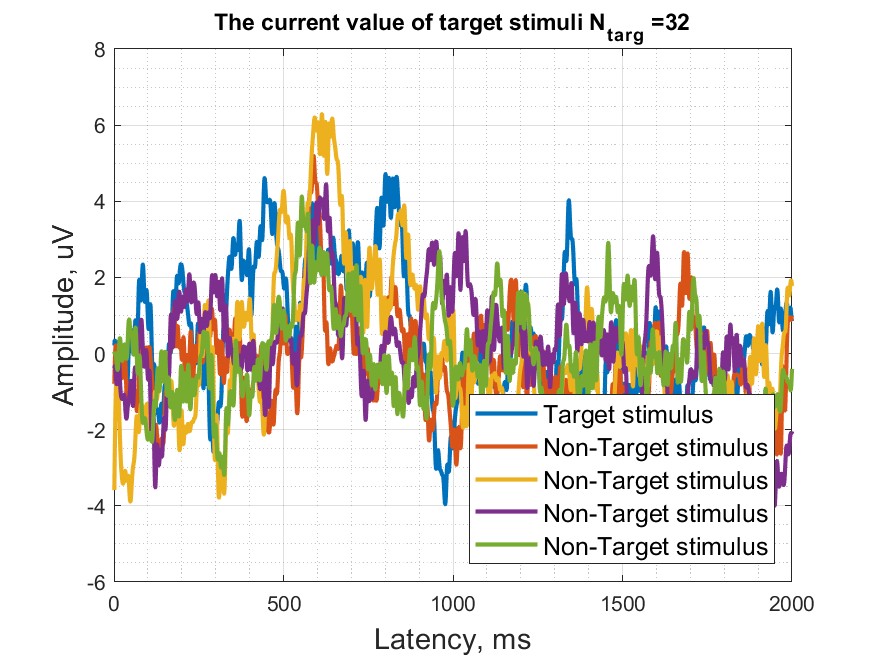 The current value of target stimuli N_targ =32
8
6
4
2
0
-2
-4
-6
Amplitude, uV
Target stimulus
Non-Target stimulus
Non-Target stimulus
Non-Target stimulus
Non-Target stimulus
0 500 1000 1500 2000
Latency, ms